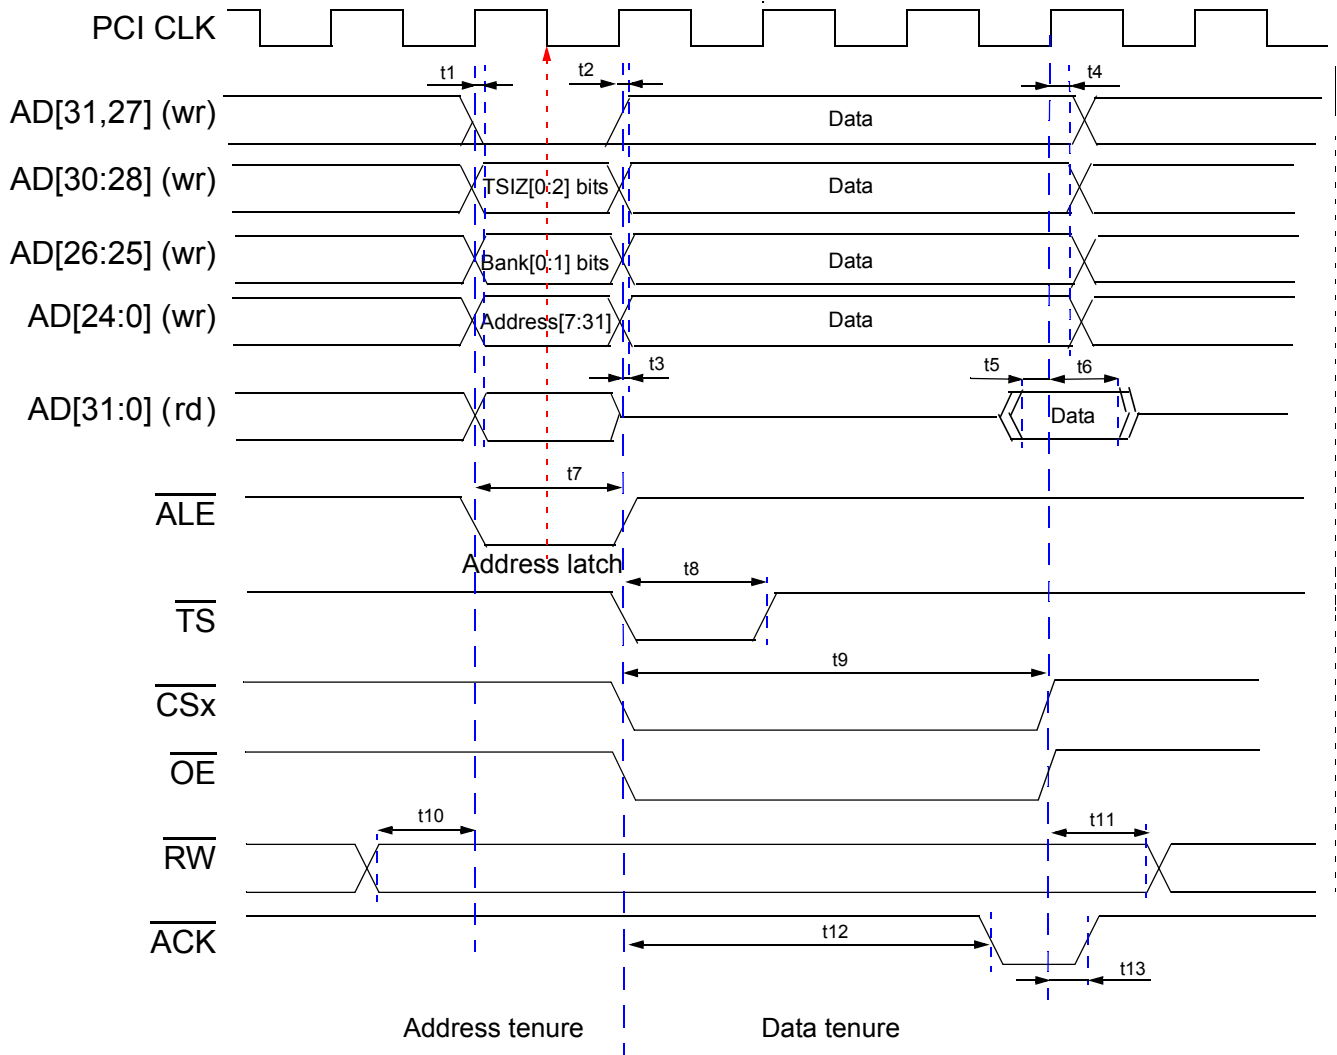 PCI CLK
t1 t2 t4
AD[31,27] (wr) Data
AD[30:28] (wr) TSIZ[0:2] bits Data
AD[26:25] (wr) Bank[0:1] bits Data
AD[24:0] (wr) Address[7:31] Data
t3 t5 t6
AD[31:0] (rd) Data
t7
ALE
Address latch
t8
TS
t9
CSx
OE
t10 t11
RW
ACK t12
t13
Address tenure Data tenure